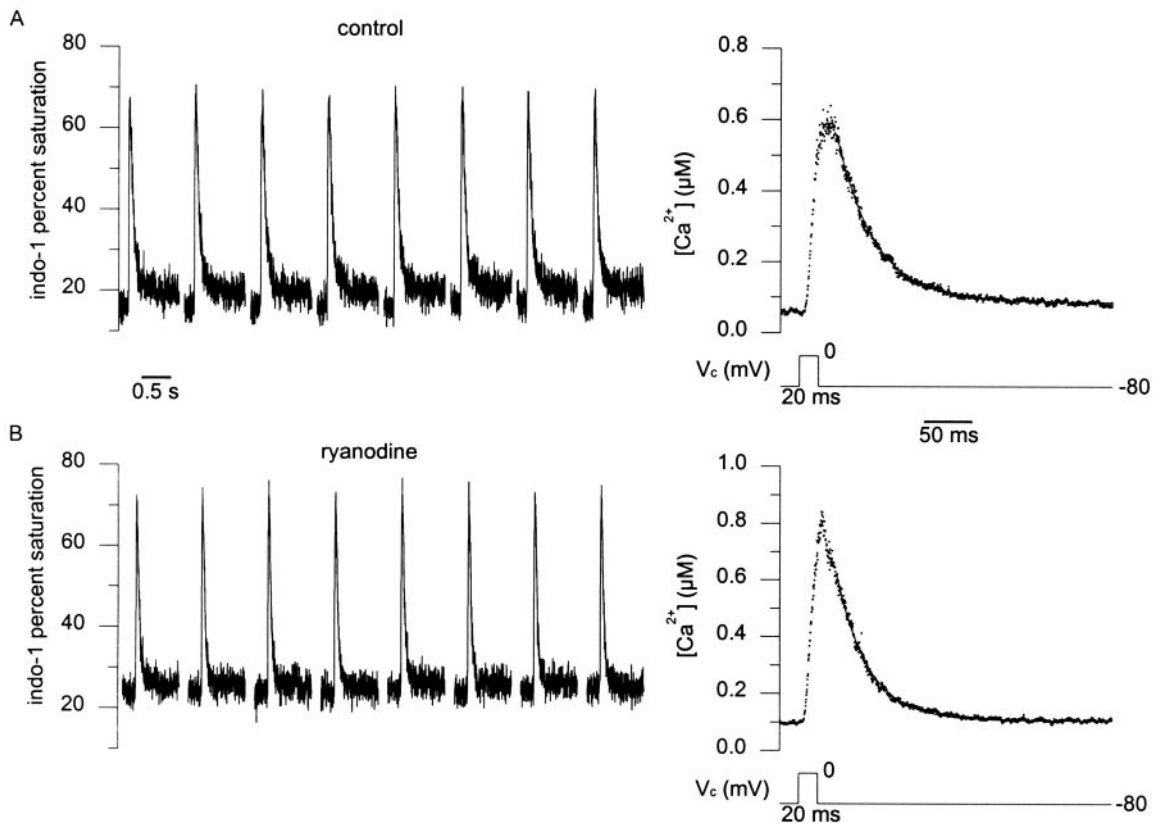 A
control
80
60
40
20
indo-1 percent saturation
0.5 s
0.8
0.6
0.4
0.2
0.0
[Ca²⁺] (µM)
Vc (mV)
0
-80
20 ms
50 ms
B
ryanodine
80
60
40
20
indo-1 percent saturation
1.0
0.8
0.6
0.4
0.2
0.0
[Ca²⁺] (µM)
Vc (mV)
0
-80
20 ms